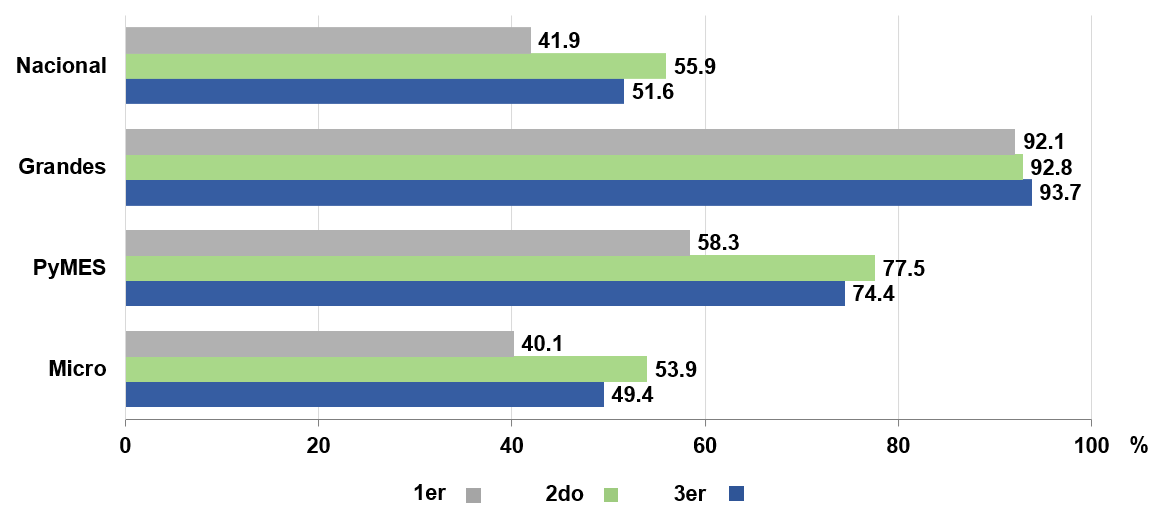 41.9
Nacional 55.9
51.6
92.1
Grandes 92.8
93.7
58.3
PyMES 77.5
74.4
40.1
Micro 53.9
49.4
0 20 40 60 80 100 %
1er 2do 3er